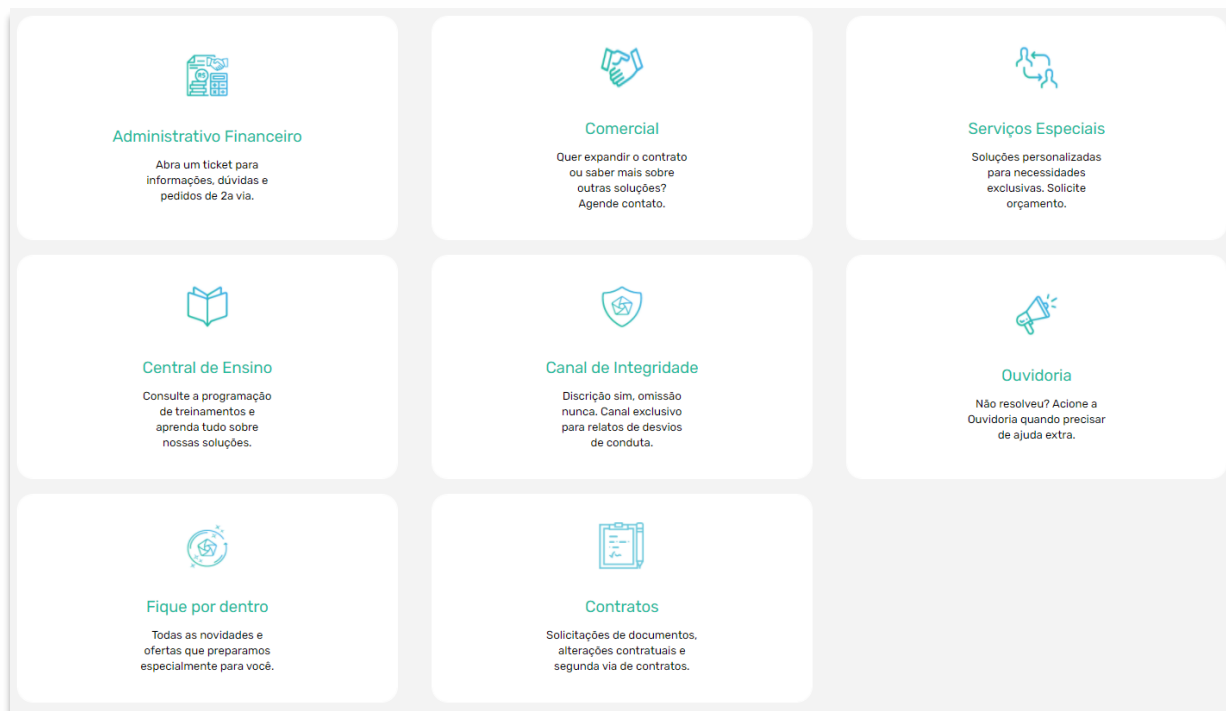 R$
Administrativo Financeiro
Abra um ticket para
informações, dúvidas e
pedidos de 2a via.
Comercial
Quer expandir o contrato
ou saber mais sobre
outras soluções?
Agende contato.
Serviços Especiais
Soluções personalizadas
para necessidades
exclusivas. Solicite
orçamento.
Central de Ensino
Consulte a programação
de treinamentos e
aprenda tudo sobre
nossas soluções.
Canal de Integridade
Discrição sim, omissão
nunca. Canal exclusivo
para relatos de desvios
de conduta.
Ouvidoria
Não resolveu? Acione a
Ouvidoria quando precisar
de ajuda extra.
Fique por dentro
Todas as novidades e
ofertas que preparamos
especialmente para você.
Contratos
Solicitações de documentos,
alterações contratuais e
segunda via de contratos.